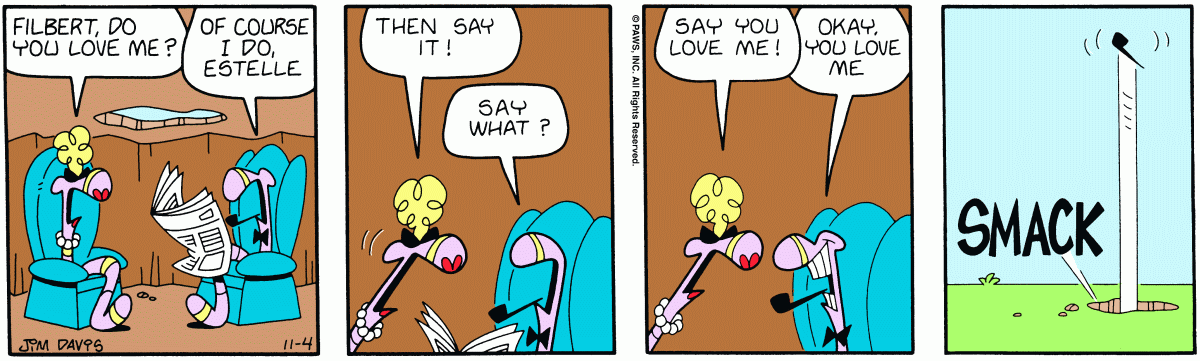 FILBERT, DO
YOU LOVE ME?
OF COURSE
I DO,
ESTELLE
JIM DAVIS
11-4
THEN SAY
IT!
SAY
WHAT?
© PAWS, INC. All Rights Reserved.
SAY YOU
LOVE ME!
OKAY,
YOU LOVE
ME
SMACK